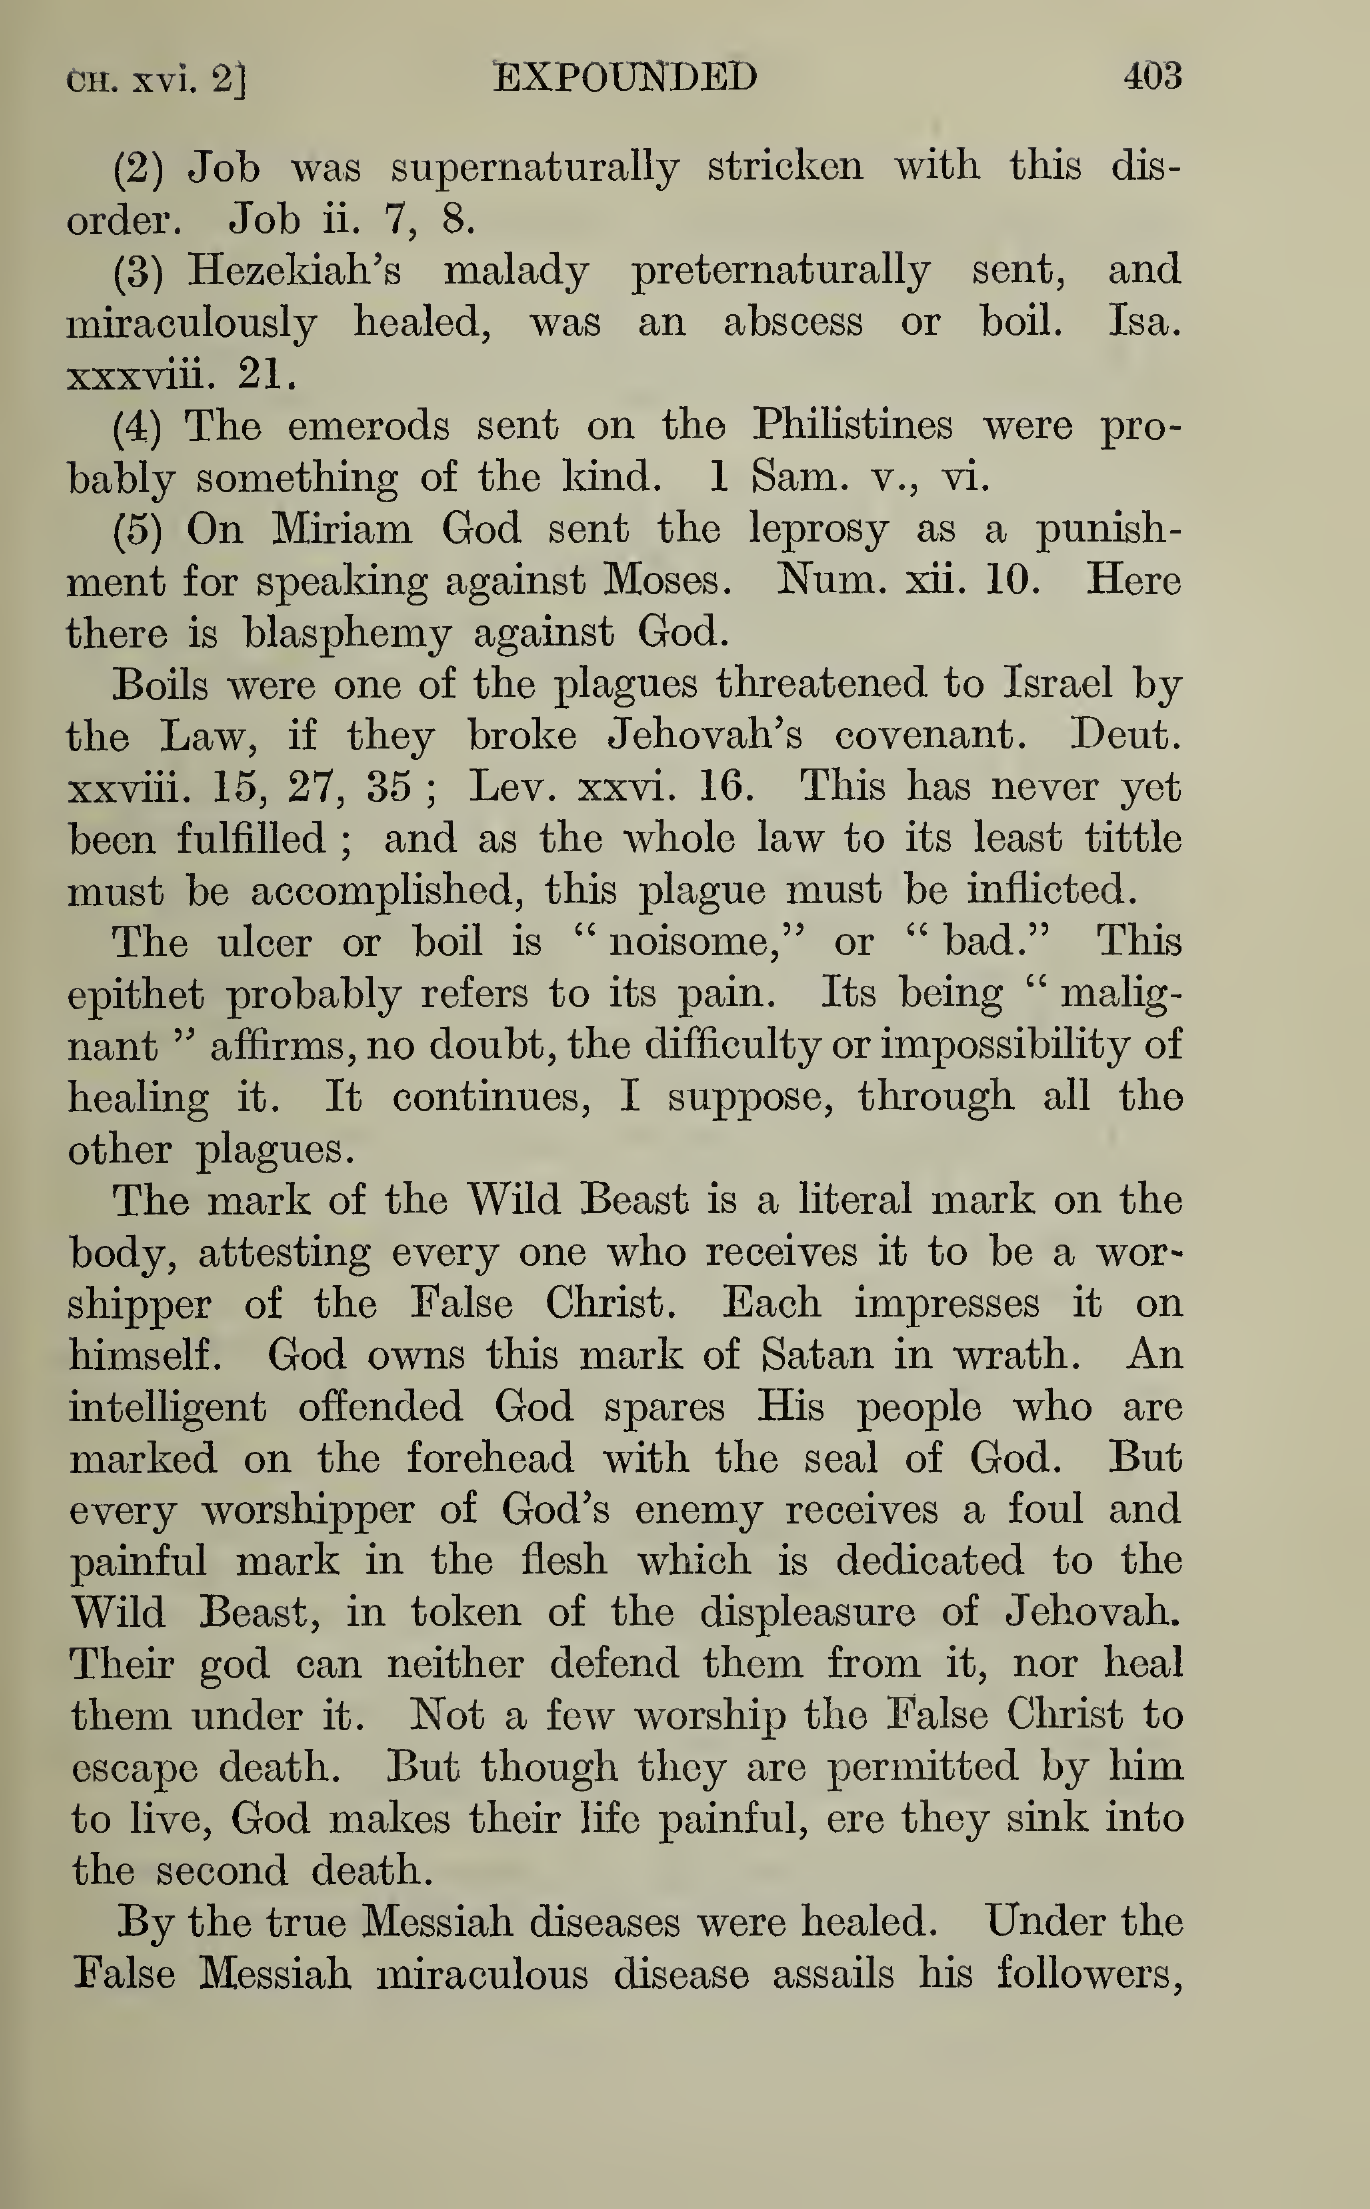 CH. xvi. 2] EXPOUNDED 403
(2) Job was supernaturally stricken with this dis-
order. Job ii. 7, 8.
(3) Hezekiah’s malady preternaturally sent, and
miraculously healed, was an abscess or boil. Isa.
xxxviii. 21.
(4) The emerods sent on the Philistines were pro-
bably something of the kind. 1 Sam. v., vi.
(5) On Miriam God sent the leprosy as a punish-
ment for speaking against Moses. Num. xii. 10. Here
there is blasphemy against God.
Boils were one of the plagues threatened to Israel by
the Law, if they broke Jehovah’s covenant. Deut.
xxviii. 15, 27, 35 ; Lev. xxvi. 16. This has never yet
been fulfilled ; and as the whole law to its least tittle
must be accomplished, this plague must be inflicted.
The ulcer or boil is “ noisome,” or “ bad.” This
epithet probably refers to its pain. Its being “ malig-
nant ” affirms, no doubt, the difficulty or impossibility of
healing it. It continues, I suppose, through all the
other plagues.
The mark of the Wild Beast is a literal mark on the
body, attesting every one who receives it to be a wor-
shipper of the False Christ. Each impresses it on
himself. God owns this mark of Satan in wrath. An
intelligent offended God spares His people who are
marked on the forehead with the seal of God. But
every worshipper of God’s enemy receives a foul and
painful mark in the flesh which is dedicated to the
Wild Beast, in token of the displeasure of Jehovah.
Their god can neither defend them from it, nor heal
them under it. Not a few worship the False Christ to
escape death. But though they are permitted by him
to live, God makes their life painful, ere they sink into
the second death.
By the true Messiah diseases were healed. Under the
False Messiah miraculous disease assails his followers,